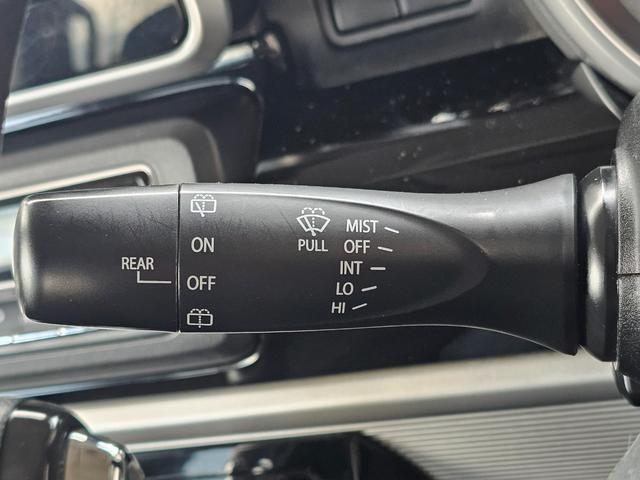 REAR
ON
OFF
PULL
MIST
OFF
INT
LO
HI